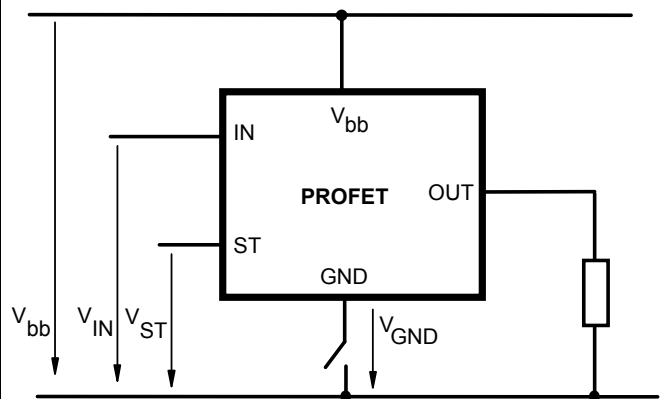 Vbb
IN
PROFET
OUT
ST
GND
Vbb
VIN
VST
VGND